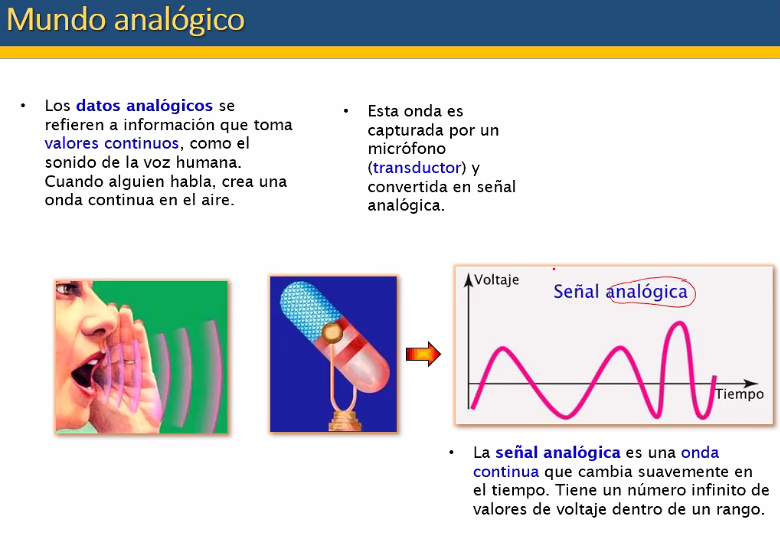 Mundo analógico
• Los datos analógicos se
refieren a información que toma
valores continuos, como el
sonido de la voz humana.
Cuando alguien habla, crea una
onda continua en el aire.
• Esta onda es
capturada por un
micrófono
(transductor) y
convertida en señal
analógica.
Voltaje
Señal analógica
Tiempo
• La señal analógica es una onda
continua que cambia suavemente en
el tiempo. Tiene un número infinito de
valores de voltaje dentro de un rango.